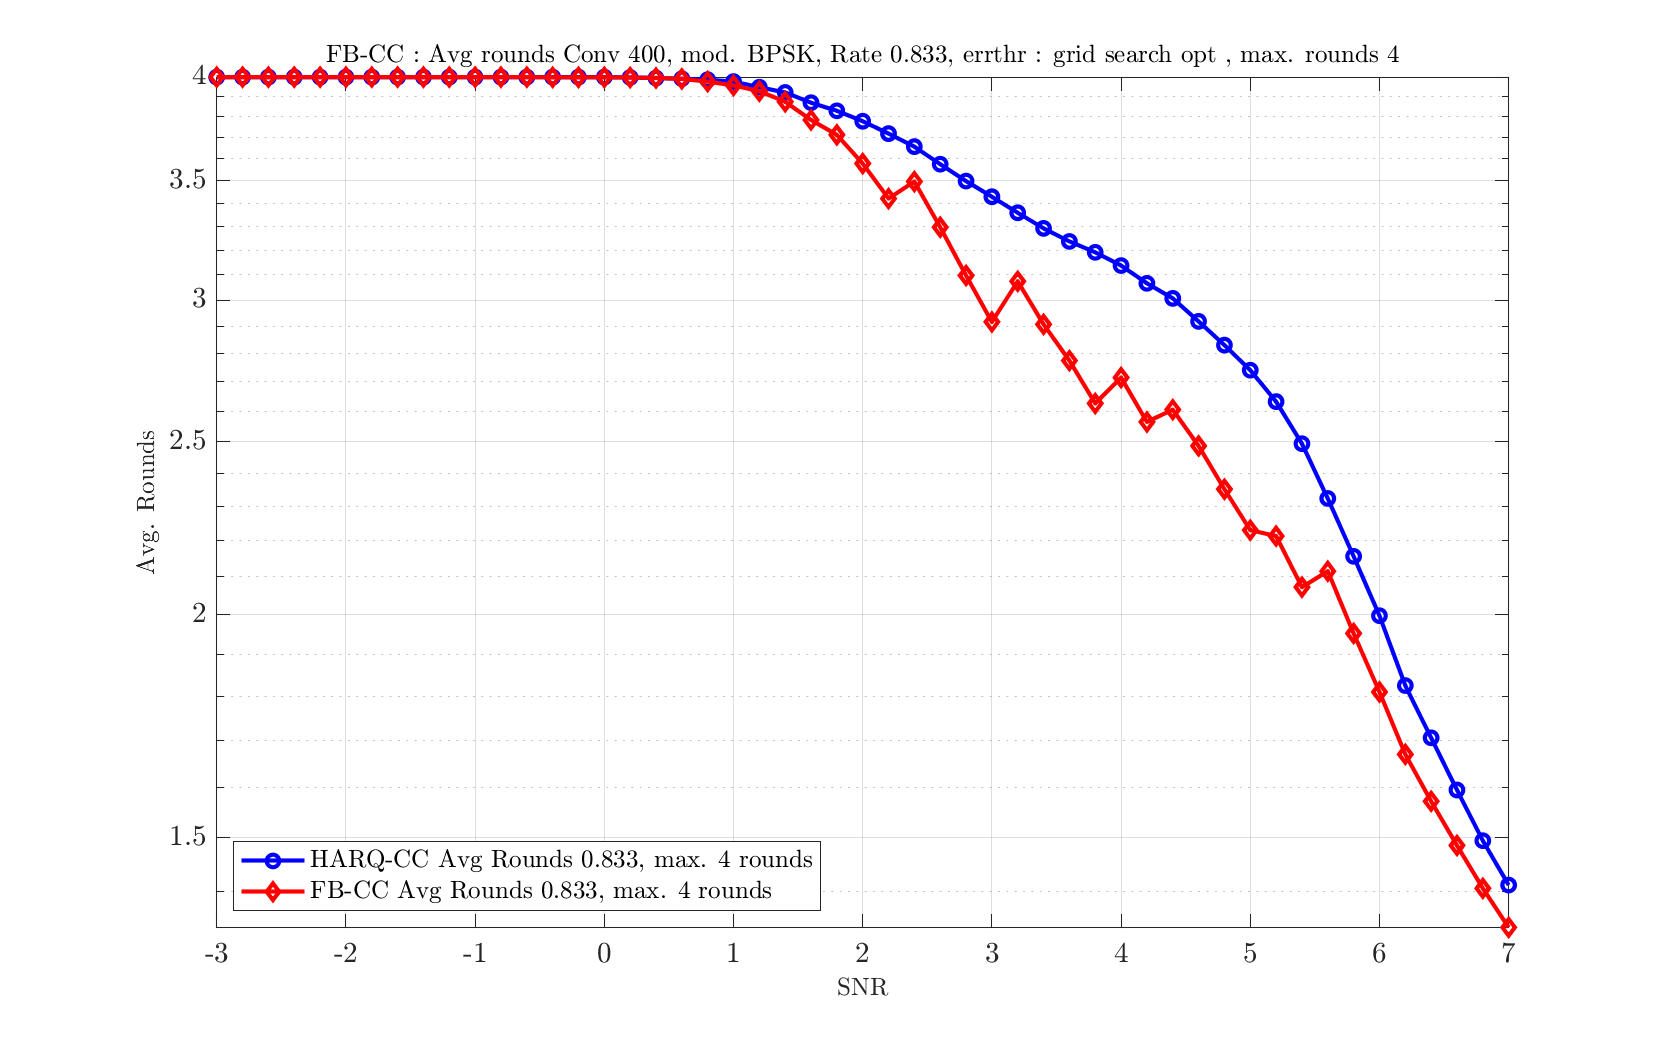 FB-CC : Avg rounds Conv 400, mod. BPSK, Rate 0.833, errthr : grid search opt , max. rounds 4
4
3.5
3
2.5
2
1.5
Avg. Rounds
HARQ-CC Avg Rounds 0.833, max. 4 rounds
FB-CC Avg Rounds 0.833, max. 4 rounds
-3 -2 -1 0 1 2 3 4 5 6 7
SNR